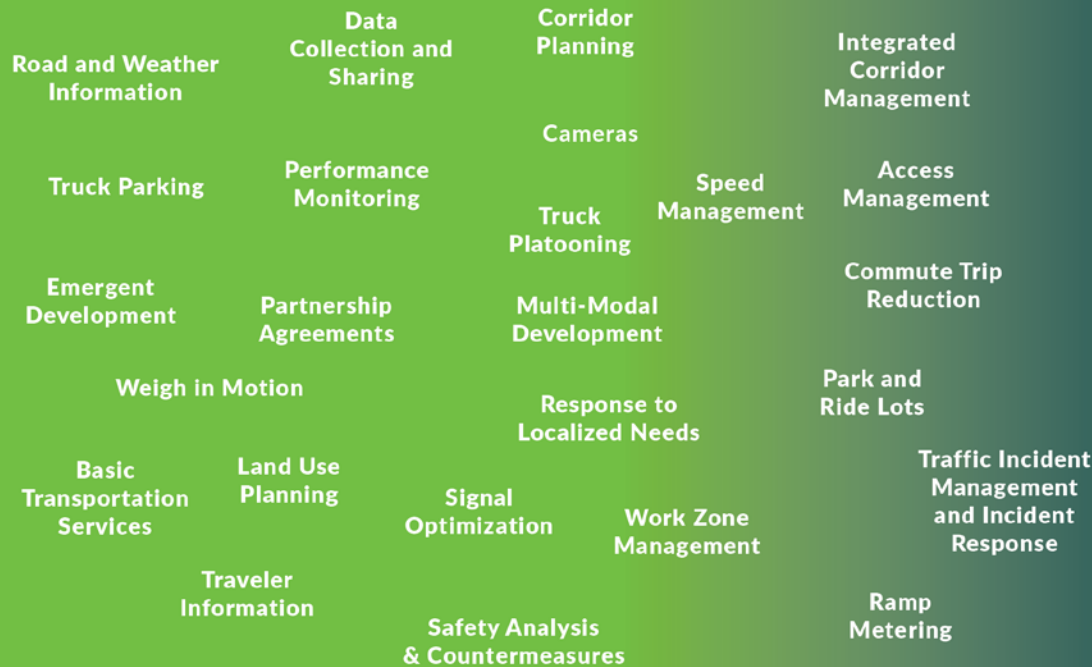 Data
Collection and
Sharing
Corridor
Planning
Road and Weather
Information
Integrated
Corridor
Management
Cameras
Truck Parking
Performance
Monitoring
Speed
Management
Access
Management
Truck
Platooning
Emergent
Development
Partnership
Agreements
Multi-Modal
Development
Commute Trip
Reduction
Weigh in Motion
Response to
Localized Needs
Park and
Ride Lots
Basic
Transportation
Services
Land Use
Planning
Signal
Optimization
Work Zone
Management
Traffic Incident
Management
and Incident
Response
Traveler
Information
Safety Analysis
& Countermeasures
Ramp
Metering